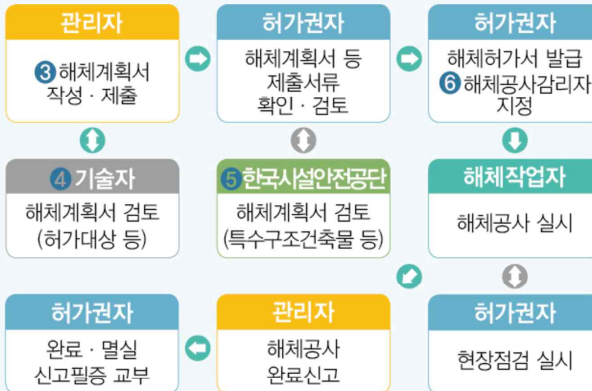 관리자
❸해체계획서
작성 · 제출
허가권자
해체계획서 등
제출서류
확인 · 검토
허가권자
해체허가서 발급
❻해체공사감리자
지정
❹기술자
해체계획서 검토
(허가대상 등)
❺한국시설안전공단
해체계획서 검토
(특수구조건축물 등)
해체작업자
해체공사 실시
허가권자
완료 · 멸실
신고필증 교부
관리자
해체공사
완료신고
허가권자
현장점검 실시